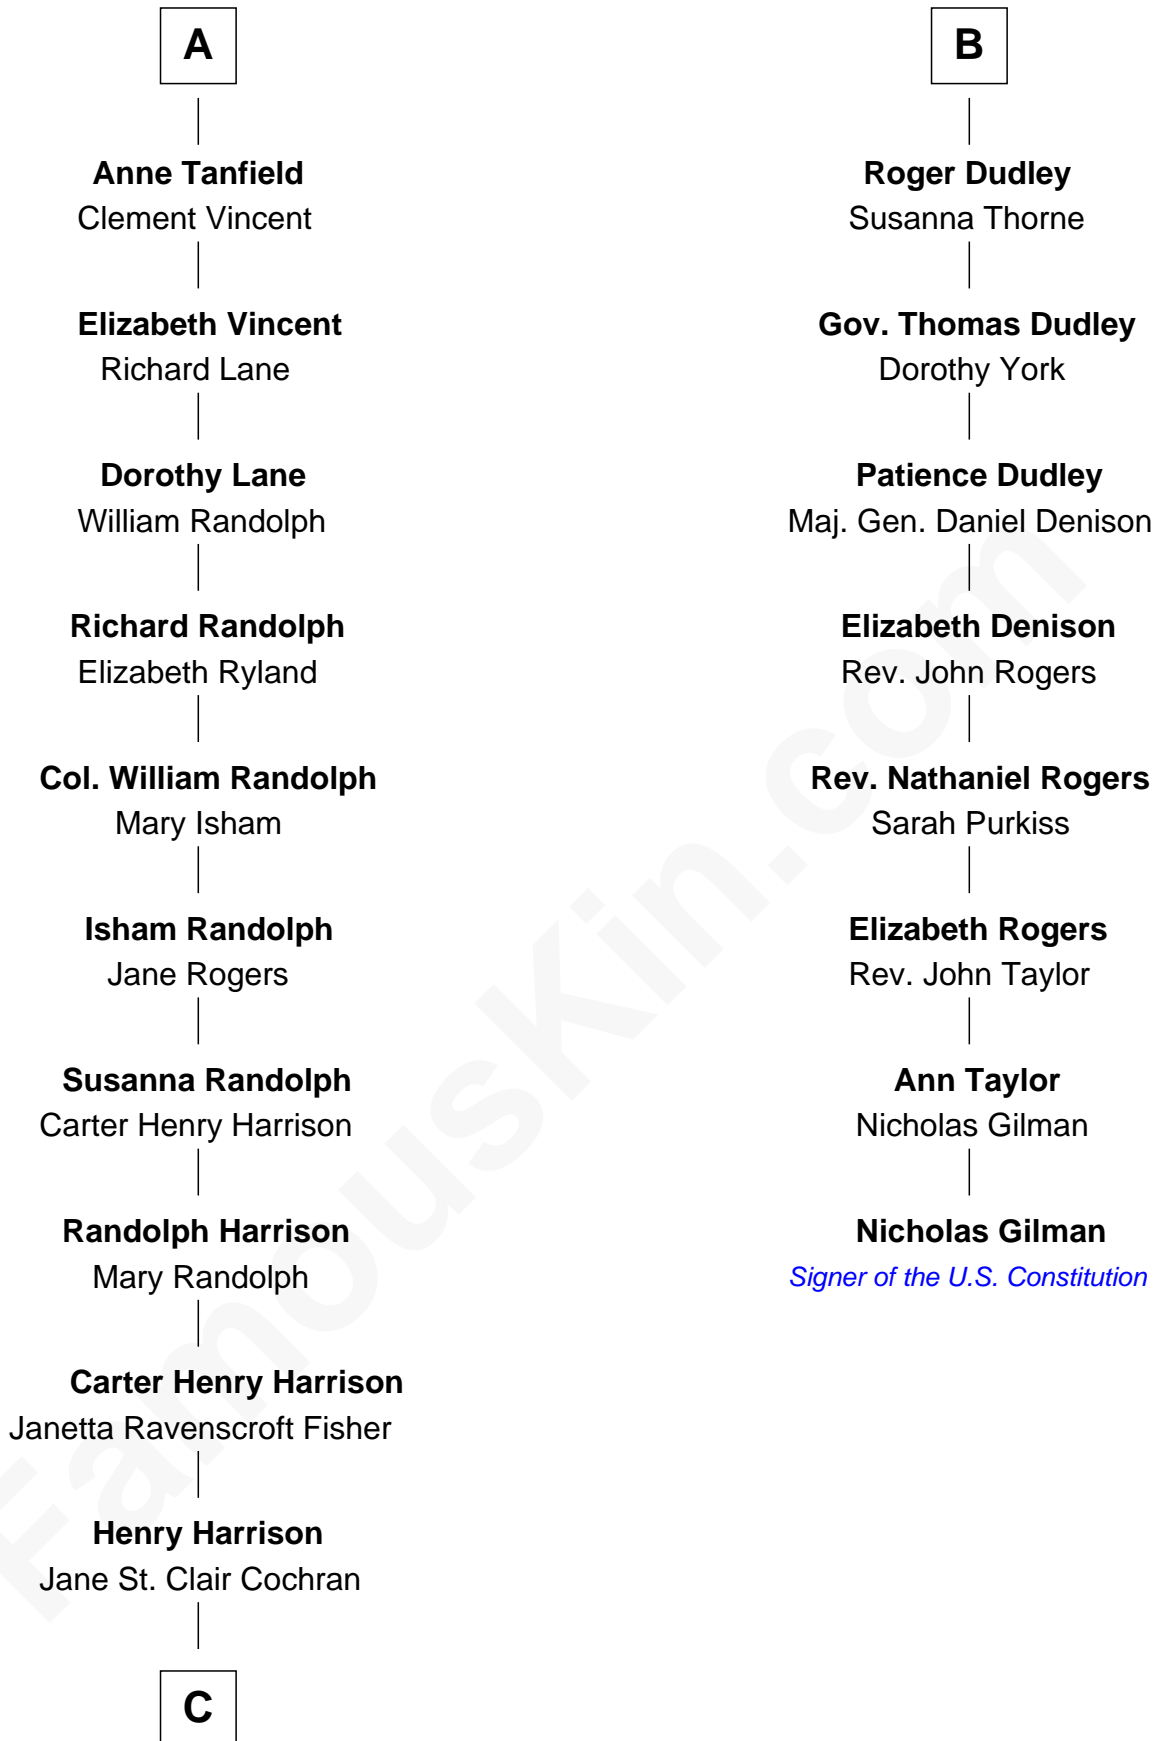 A
Anne Tanfield
Clement Vincent
Elizabeth Vincent
Richard Lane
Dorothy Lane
William Randolph
Richard Randolph
Elizabeth Ryland
Col. William Randolph
Mary Isham
Isham Randolph
Jane Rogers
Susanna Randolph
Carter Henry Harrison
Randolph Harrison
Mary Randolph
Carter Henry Harrison
Janetta Ravenscroft Fisher
Henry Harrison
Jane St. Clair Cochran
C
B
Roger Dudley
Susanna Thorne
Gov. Thomas Dudley
Dorothy York
Patience Dudley
Maj. Gen. Daniel Denison
Elizabeth Denison
Rev. John Rogers
Rev. Nathaniel Rogers
Sarah Purkiss
Elizabeth Rogers
Rev. John Taylor
Ann Taylor
Nicholas Gilman
Nicholas Gilman
Signer of the U.S. Constitution
FamousKin.com